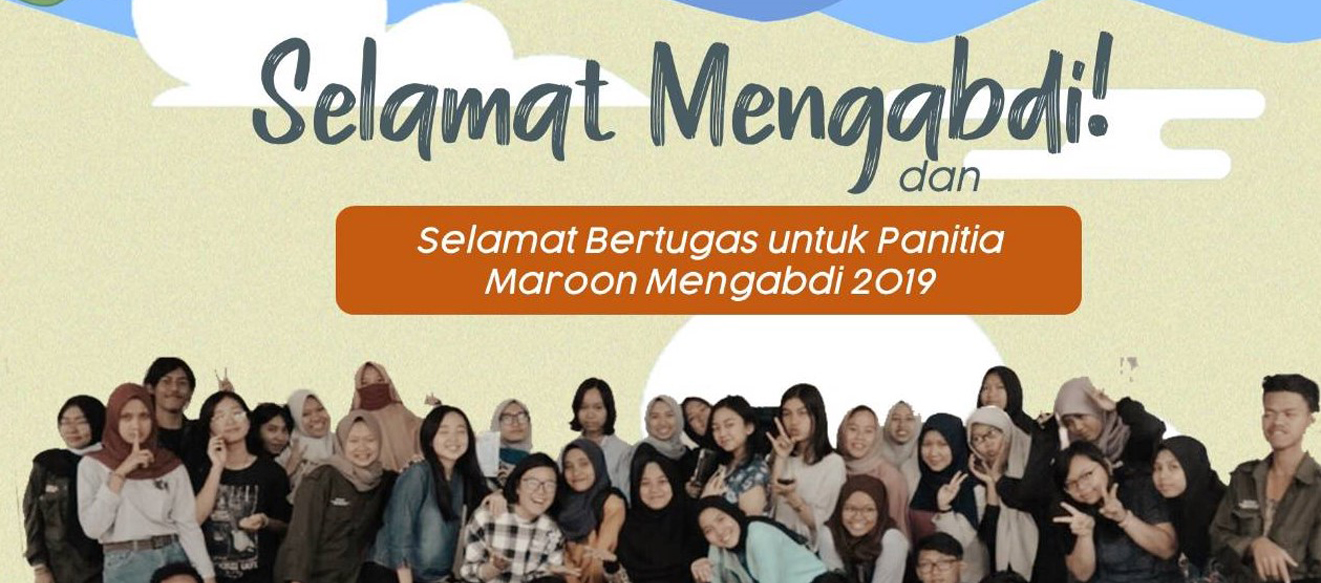 Selamat Mengabdi!
dan
Selamat Bertugas untuk Panitia
Maroon Mengabdi 2019